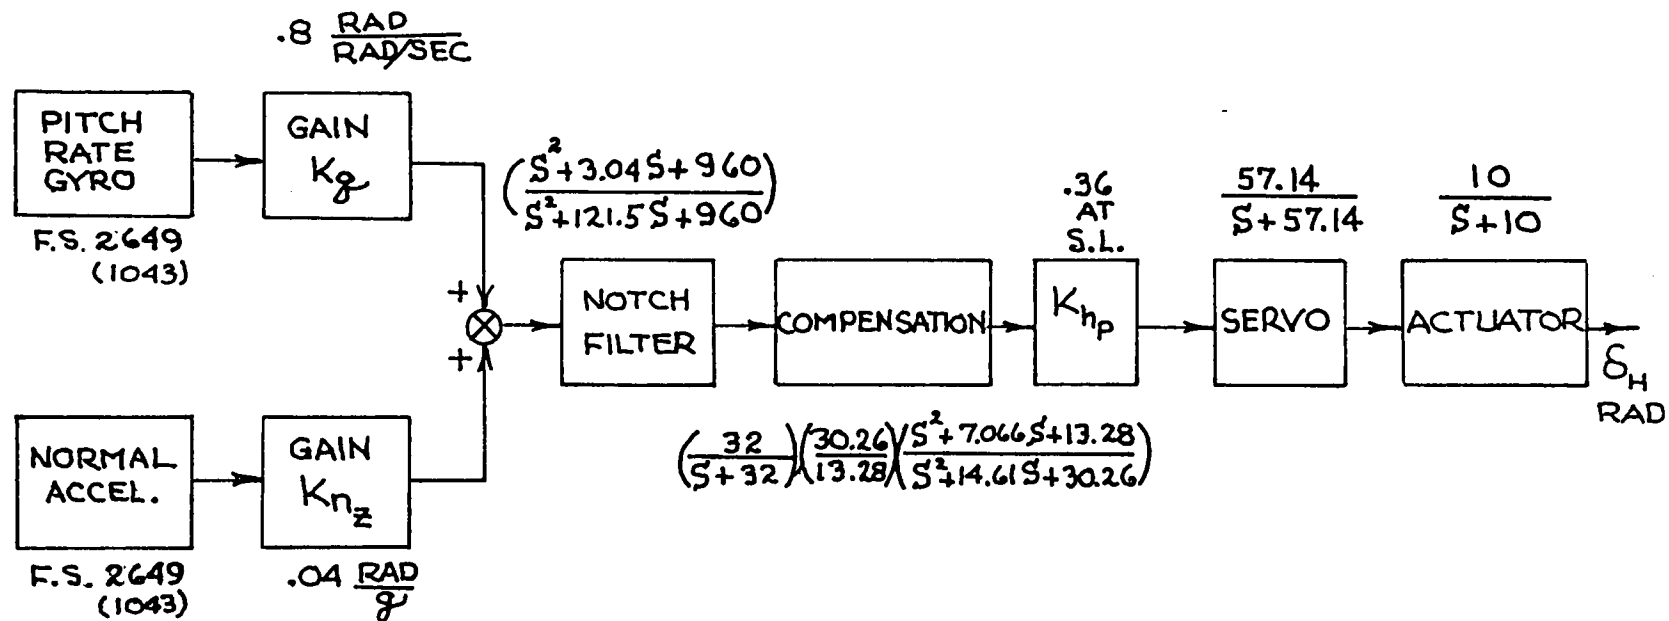 .8 RAD
RAD/SEC
PITCH
RATE
GYRO
F.S. 2649
(1043)
GAIN
Kq
(S²+3.04S+960)
(S²+121.5S+960)
+
+
NOTCH
FILTER
COMPENSATION
(32/S+32)(30.26/13.28)(S²+7.066S+13.28/S²+14.61S+30.26)
.36
AT
S.L.
Khp
57.14
S+57.14
SERVO
10
S+10
ACTUATOR
δH
RAD
NORMAL
ACCEL.
F.S. 2649
(1043)
GAIN
Knz
.04 RAD
g